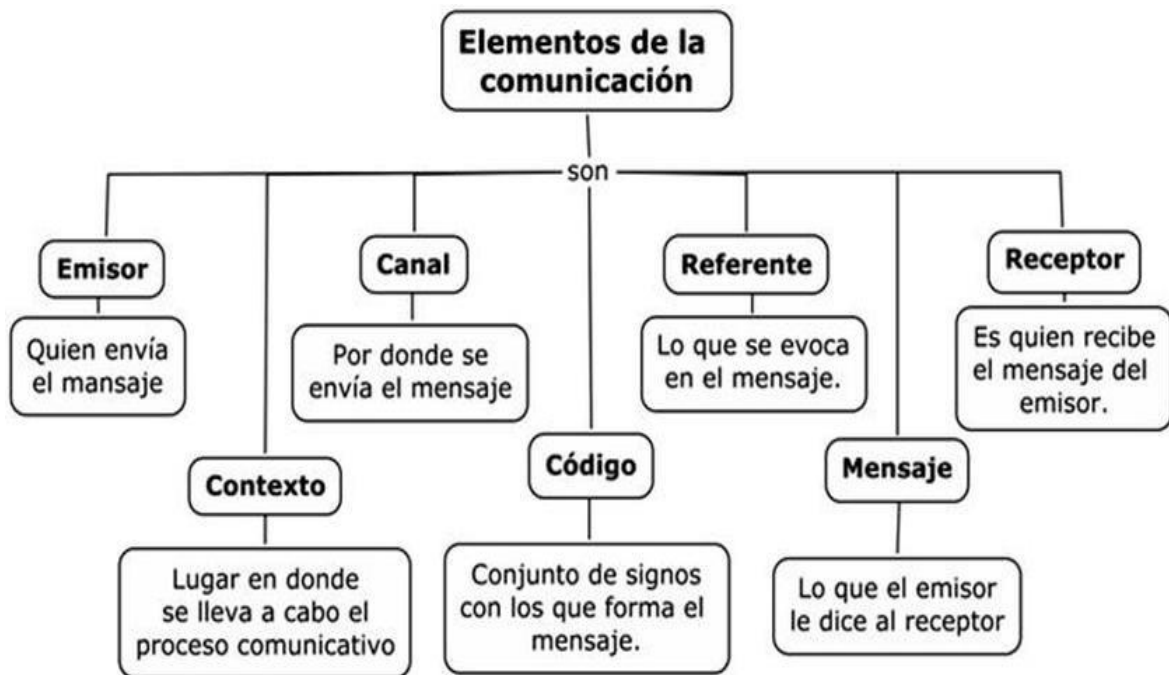 Elementos de la
comunicación
son
Emisor
Quien envía
el mansaje
Canal
Por donde se
envía el mensaje
Referente
Lo que se evoca
en el mensaje.
Receptor
Es quien recibe
el mensaje del
emisor.
Contexto
Lugar en donde
se lleva a cabo el
proceso comunicativo
Código
Conjunto de signos
con los que forma el
mensaje.
Mensaje
Lo que el emisor
le dice al receptor